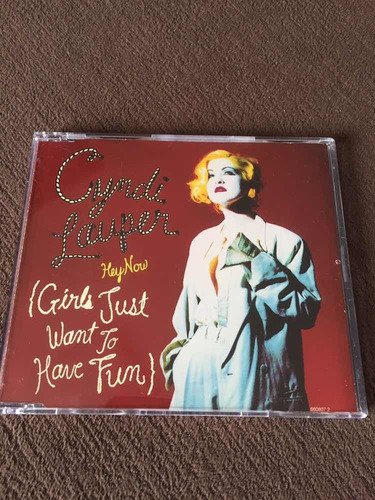 Cyndi
Lauper
Hey Now
{Girls Just
Want To
Have Fun}